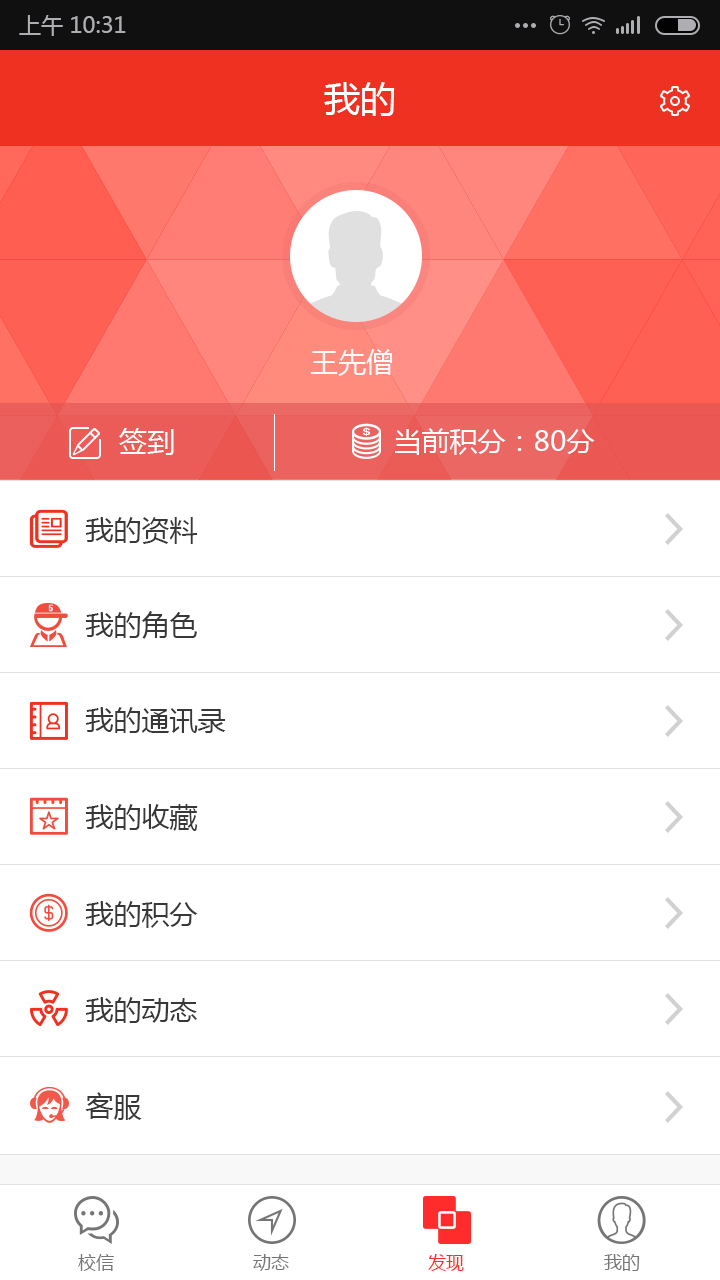 上午 10:31
我的
王先僧
签到
当前积分：80分
我的资料
我的角色
我的通讯录
我的收藏
我的积分
我的动态
客服
校信
动态
发现
我的